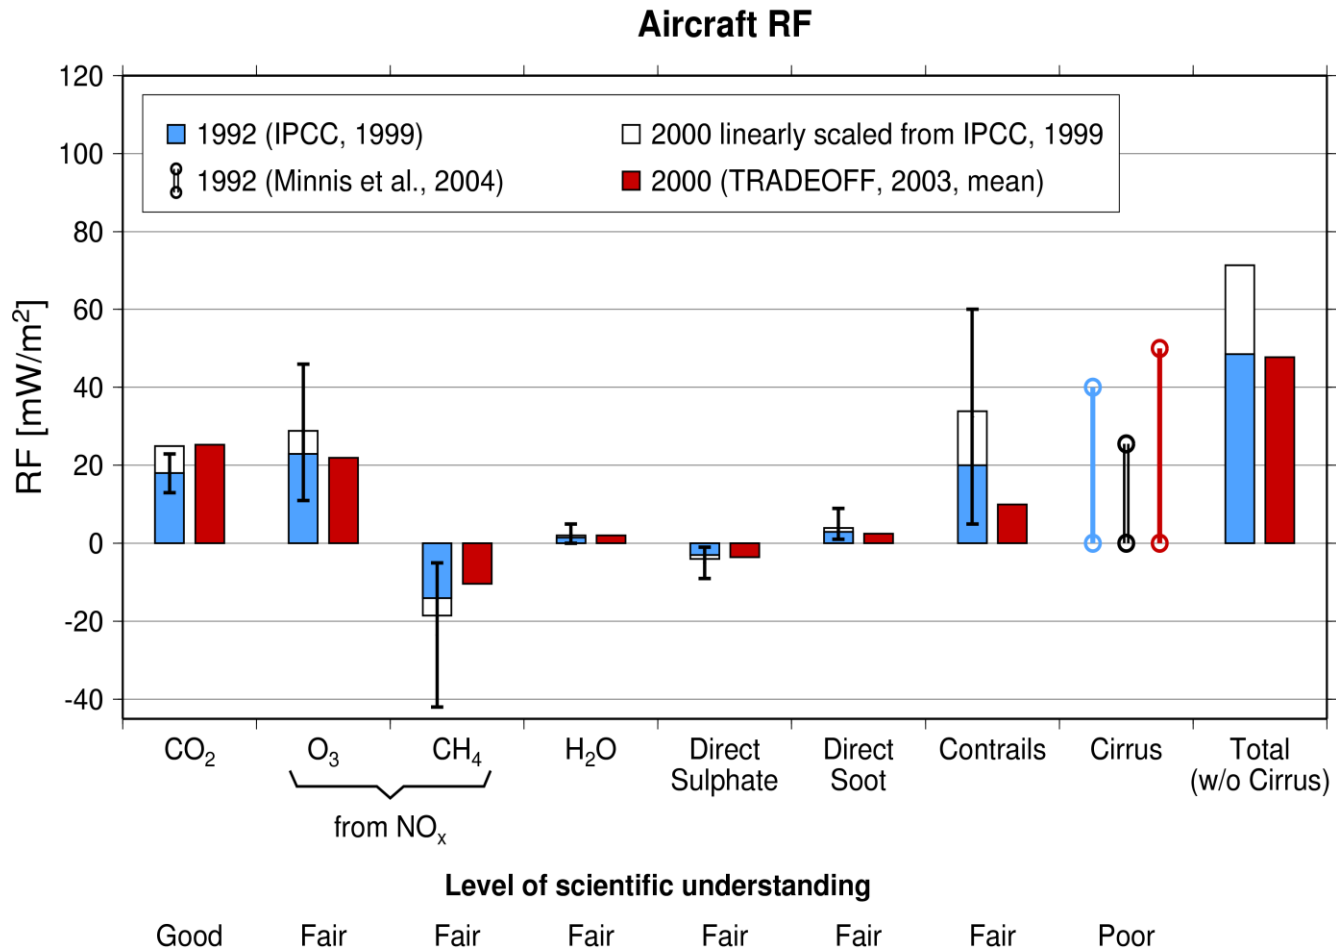 Aircraft RF
120
100
80
60
40
20
0
-20
-40
RF [mW/m²]
1992 (IPCC, 1999)
2000 linearly scaled from IPCC, 1999
1992 (Minnis et al., 2004)
2000 (TRADEOFF, 2003, mean)
CO₂
O₃
CH₄
H₂O
Direct
Sulphate
Direct
Soot
Contrails
Cirrus
Total
(w/o Cirrus)
from NOₓ
Level of scientific understanding
Good Fair Fair Fair Fair Fair Fair Poor